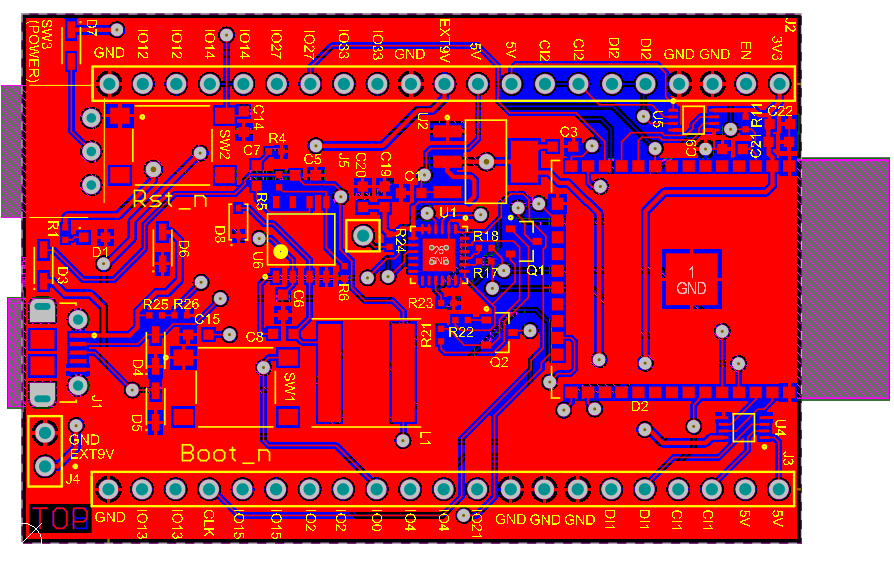 SW3
(POWER)
D7
GND
IO12
IO12
IO14
IO14
IO27
IO27
IO33
IO33
GND
EXT9V
5V
5V
CI2
CI2
DI2
DI2
GND
GND
EN
3V3
J2
C14
SW2
C7
R4
C5
J5
C20
C19
U2
C1
C3
U5
C9
R11
C21
C22
Rst_n
R5
D8
U6
U1
R24
R18
R17
Q1
29
GND
1
GND
R1
D1
D3
D6
R6
C6
R23
R21
R22
Q2
R25
R26
C15
C8
D4
D5
SW1
L1
J1
D2
U4
GND
EXT9V
J4
Boot_n
J3
TOP
GND
IO13
IO13
CLK
IO15
IO15
IO2
IO2
IO0
IO4
IO4
IO21
GND
GND
GND
DI1
DI1
CI1
CI1
5V
5V